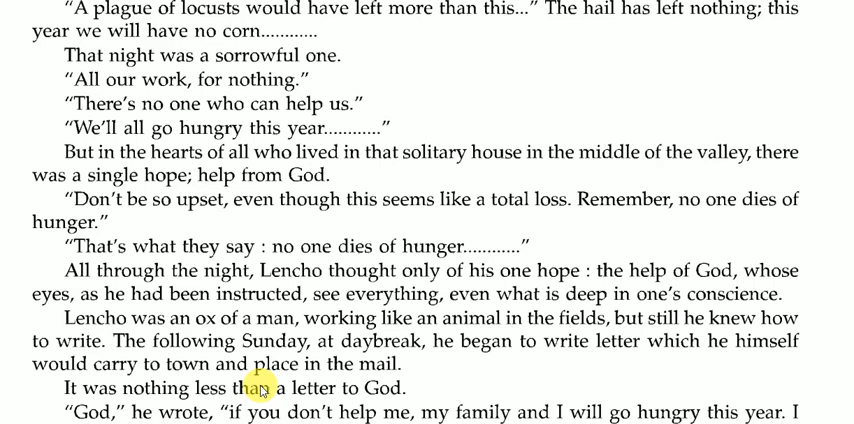 “A plague of locusts would have left more than this...” The hail has left nothing; this
year we will have no corn............
That night was a sorrowful one.
“All our work, for nothing.”
“There’s no one who can help us.”
“We’ll all go hungry this year............”
But in the hearts of all who lived in that solitary house in the middle of the valley, there
was a single hope; help from God.
“Don’t be so upset, even though this seems like a total loss. Remember, no one dies of
hunger.”
“That’s what they say : no one dies of hunger............”
All through the night, Lencho thought only of his one hope : the help of God, whose
eyes, as he had been instructed, see everything, even what is deep in one’s conscience.
Lencho was an ox of a man, working like an animal in the fields, but still he knew how
to write. The following Sunday, at daybreak, he began to write letter which he himself
would carry to town and place in the mail.
It was nothing less than a letter to God.
“God,” he wrote, “if you don’t help me, my family and I will go hungry this year. I